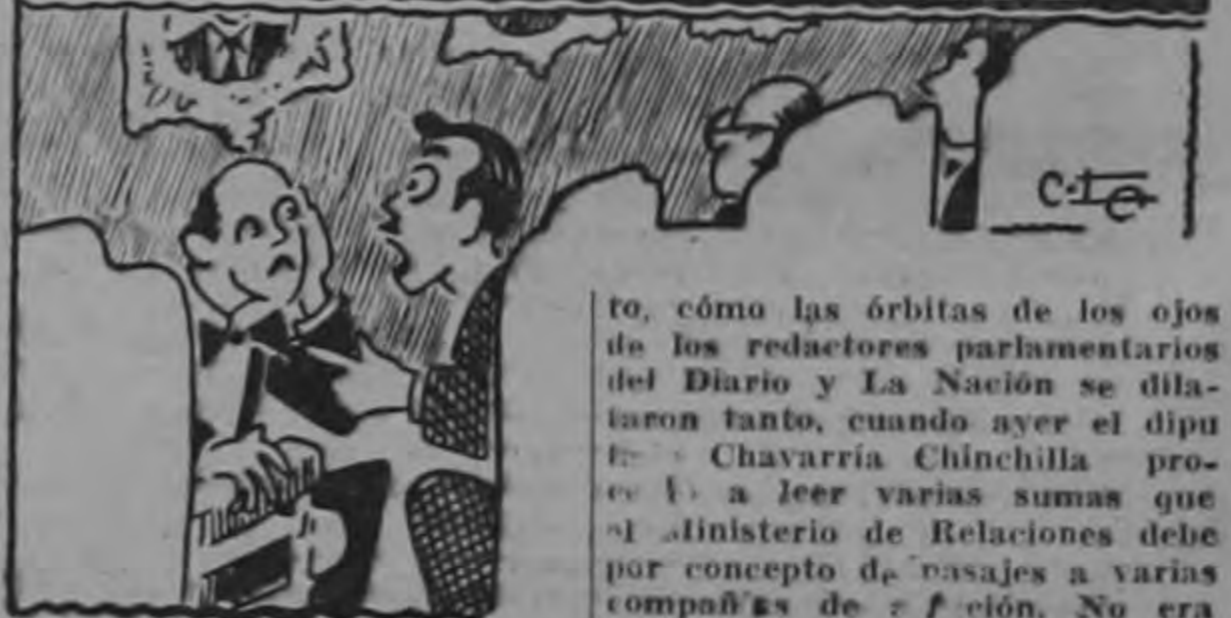 to, cómo las órbitas de los ojos
de los redactores parlamentarios
del Diario y La Nación se dila-
taron tanto, cuando ayer el dipu
Chavarría Chinchilla pro-
a leer varias sumas que
Ministerio de Relaciones debe
por concepto de pasajes a varias
de No era